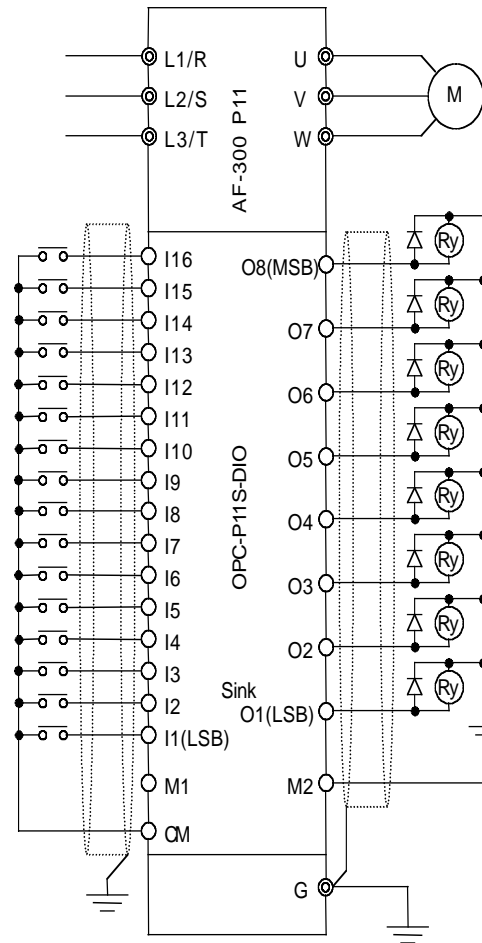 L1/R
L2/S
L3/T
U
V
W
M
AF-300 P11
I16
I15
I14
I13
I12
I11
I10
I9
I8
I7
I6
I5
I4
I3
I2
I1(LSB)
M1
CM
OPC-P11S-DIO
O8(MSB)
O7
O6
O5
O4
O3
O2
Sink
O1(LSB)
M2
G
Ry
Ry
Ry
Ry
Ry
Ry
Ry
Ry